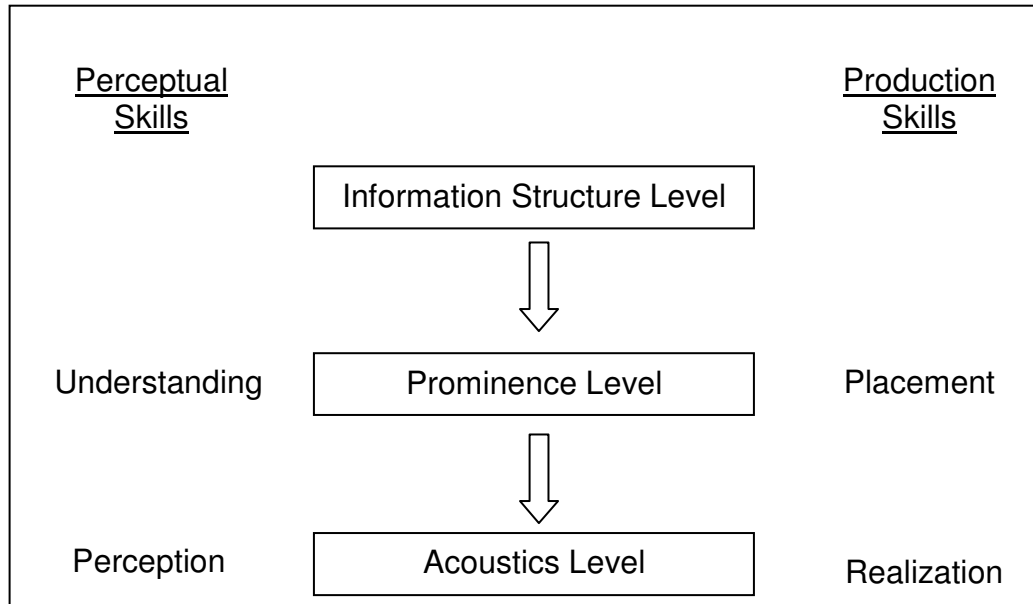 Perceptual
Skills
Production
Skills
Information Structure Level
Understanding
Prominence Level
Placement
Perception
Acoustics Level
Realization